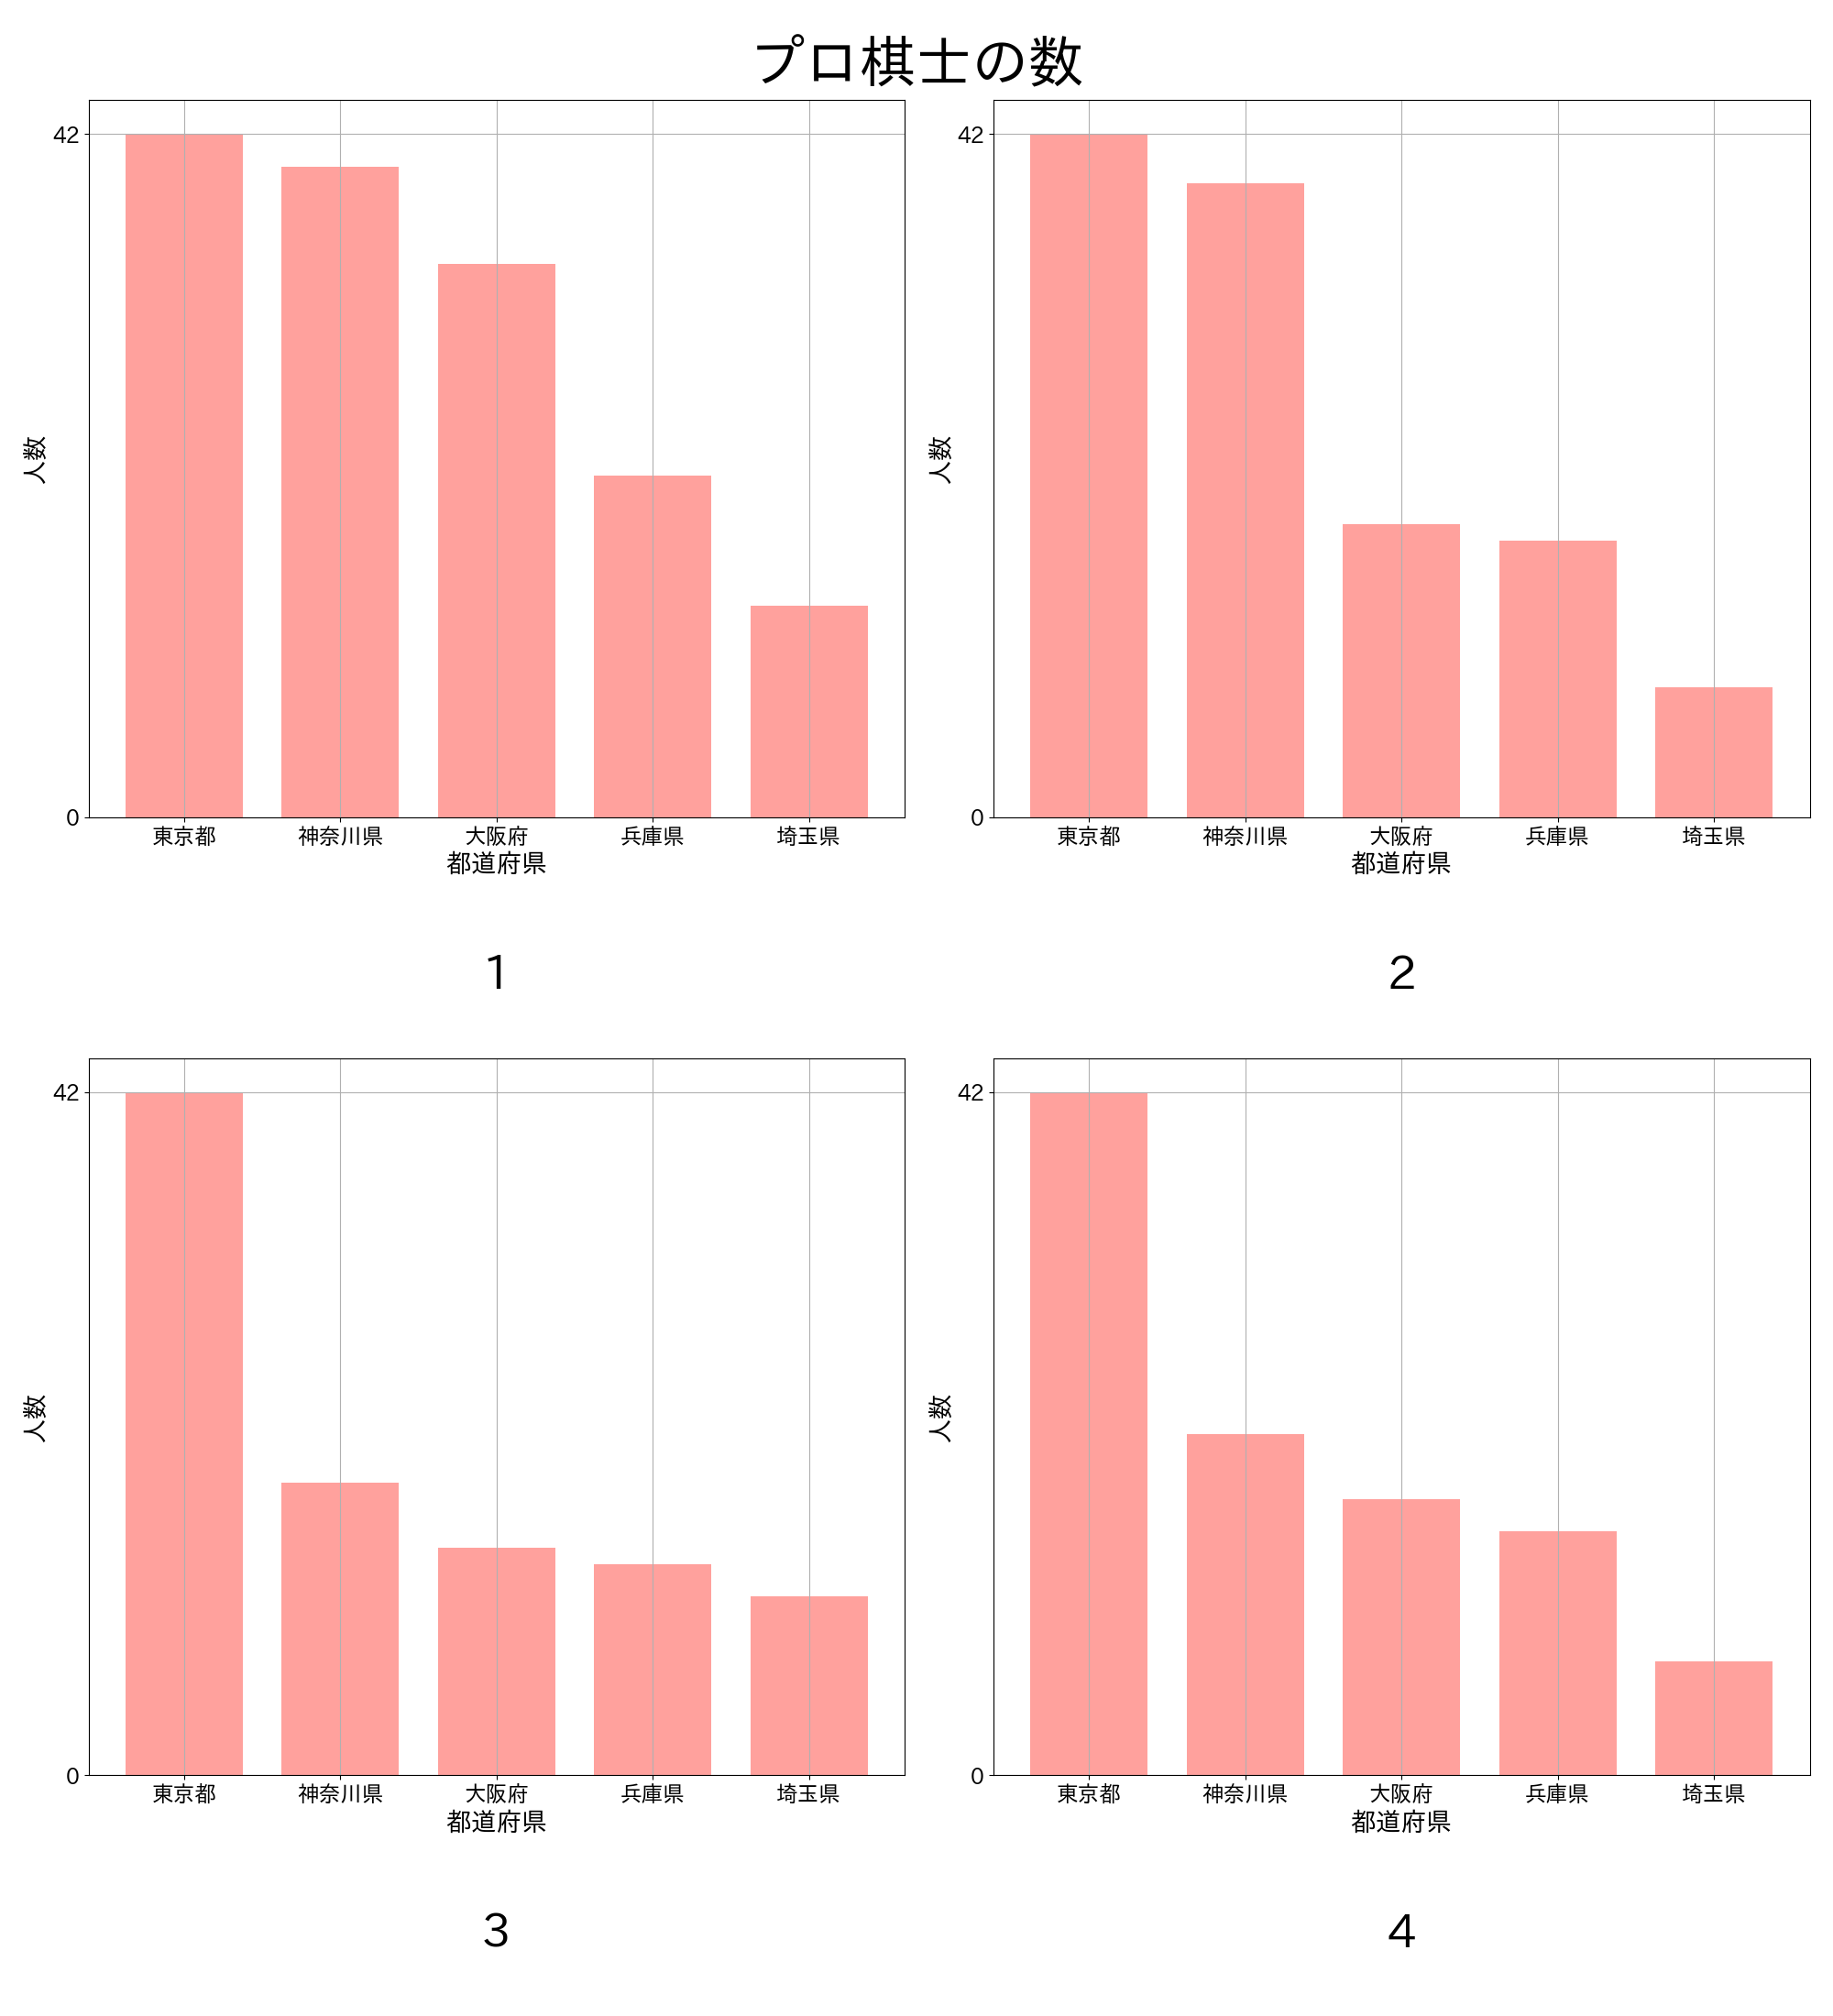 プロ棋士の数
42
0
人数
東京都 神奈川県 大阪府 兵庫県 埼玉県
都道府県
1
42
0
人数
東京都 神奈川県 大阪府 兵庫県 埼玉県
都道府県
2
42
0
人数
東京都 神奈川県 大阪府 兵庫県 埼玉県
都道府県
3
42
0
人数
東京都 神奈川県 大阪府 兵庫県 埼玉県
都道府県
4